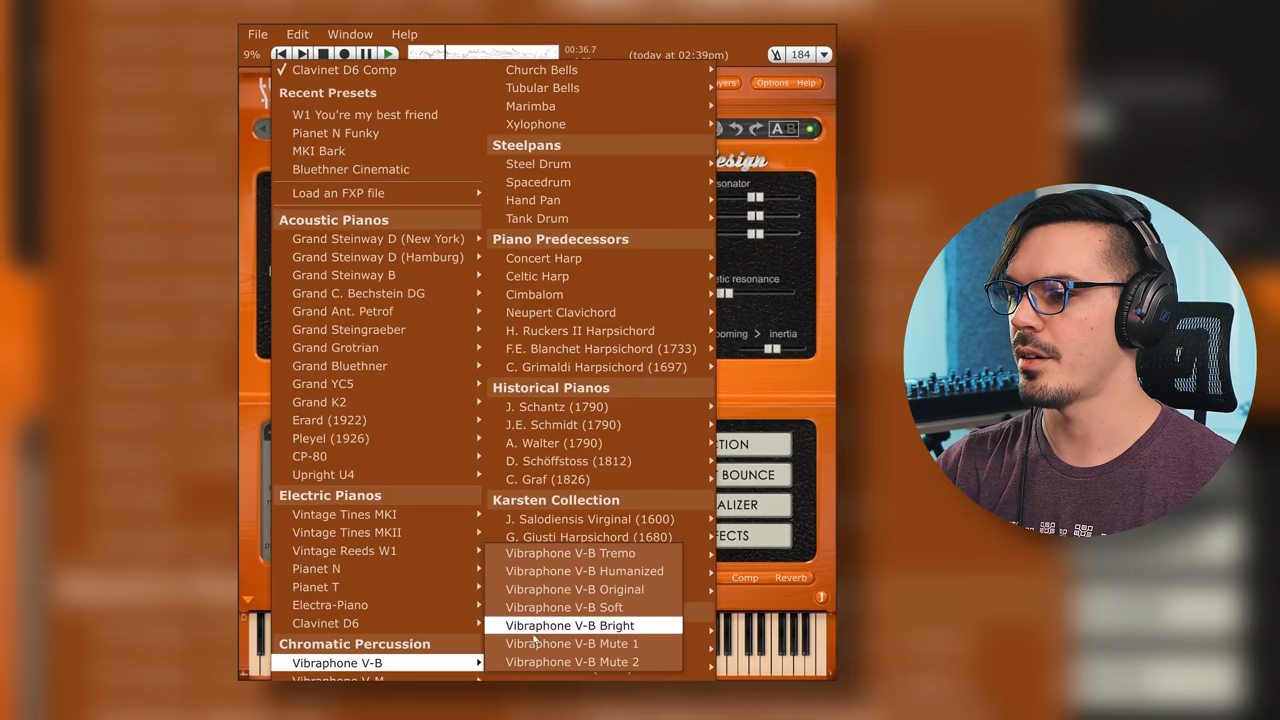 File Edit Window Help
9% 00:36.7 (today at 02:39pm) 184
Clavinet D6 Comp
Recent Presets
W1 You're my best friend
Pianet N Funky
MKI Bark
Bluethner Cinematic
Load an FXP file
Acoustic Pianos
Grand Steinway D (New York)
Grand Steinway D (Hamburg)
Grand Steinway B
Grand C. Bechstein DG
Grand Ant. Petrof
Grand Steingraeber
Grand Grotrian
Grand Bluethner
Grand YC5
Grand K2
Erard (1922)
Pleyel (1926)
CP-80
Upright U4
Electric Pianos
Vintage Tines MKI
Vintage Tines MKII
Vintage Reeds W1
Pianet N
Pianet T
Electra-Piano
Clavinet D6
Chromatic Percussion
Vibraphone V-B
Vibraphone V-M
Church Bells
Tubular Bells
Marimba
Xylophone
Steelpans
Steel Drum
Spacedrum
Hand Pan
Tank Drum
Piano Predecessors
Concert Harp
Celtic Harp
Cimbalom
Neupert Clavichord
H. Ruckers II Harpsichord
F.E. Blanchet Harpsichord (1733)
C. Grimaldi Harpsichord (1697)
Historical Pianos
J. Schantz (1790)
J.E. Schmidt (1790)
A. Walter (1790)
D. Schöffstoss (1812)
C. Graf (1826)
Karsten Collection
J. Salodiensis Virginal (1600)
G. Giusti Harpsichord (1680)
Vibraphone V-B Tremo
Vibraphone V-B Humanized
Vibraphone V-B Original
Vibraphone V-B Soft
Vibraphone V-B Bright
Vibraphone V-B Mute 1
Vibraphone V-B Mute 2
yers Options Help
AB
esign
sonator
etic resonance
ooming > inertia
TION
T BOUNCE
ALIZER
FECTS
Comp Reverb